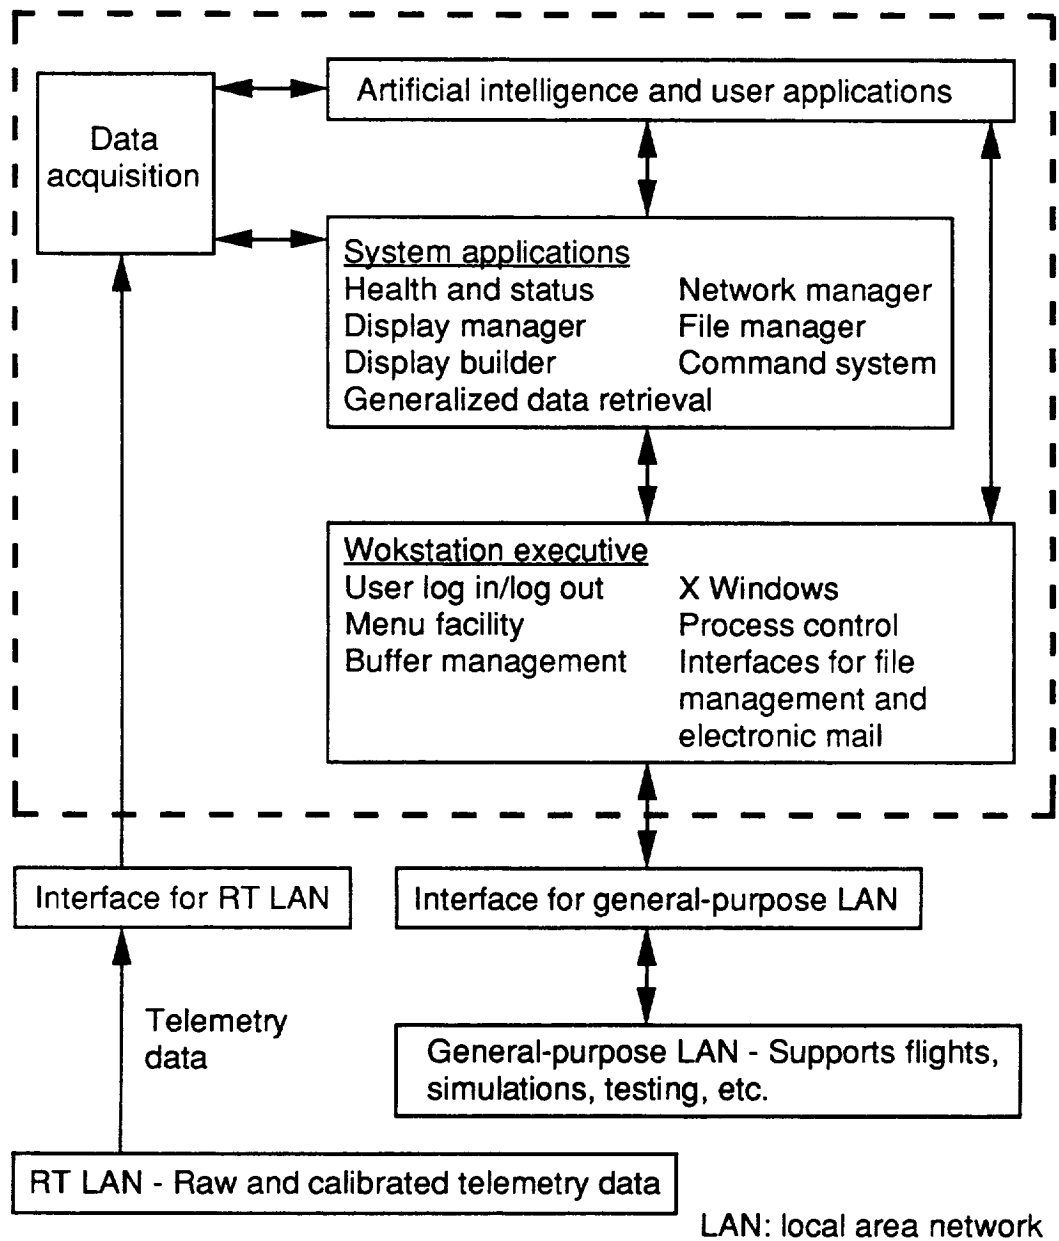 Artificial intelligence and user applications
Data
acquisition
System applications
Health and status
Display manager
Display builder
Generalized data retrieval
Network manager
File manager
Command system
Wokstation executive
User log in/log out
Menu facility
Buffer management
X Windows
Process control
Interfaces for file
management and
electronic mail
Interface for RT LAN
Interface for general-purpose LAN
Telemetry
data
General-purpose LAN - Supports flights,
simulations, testing, etc.
RT LAN - Raw and calibrated telemetry data
LAN: local area network